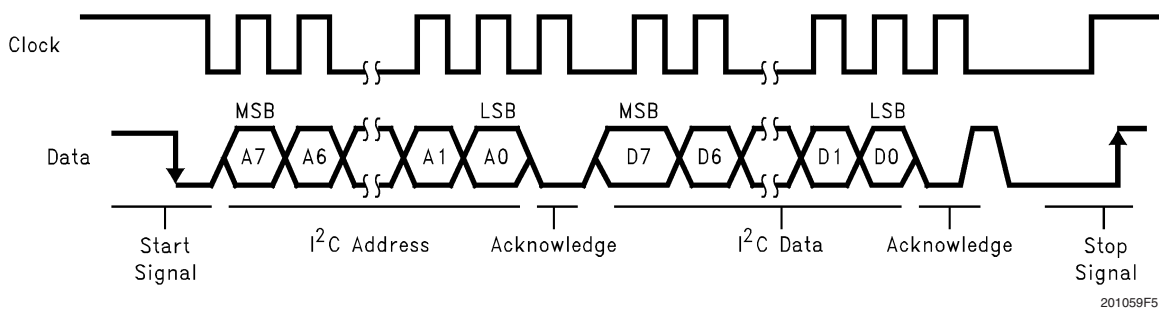 Clock
MSB LSB MSB LSB
Data A7 A6 A1 A0 D7 D6 D1 D0
Start Signal
I²C Address
Acknowledge
I²C Data
Acknowledge
Stop Signal
201059F5